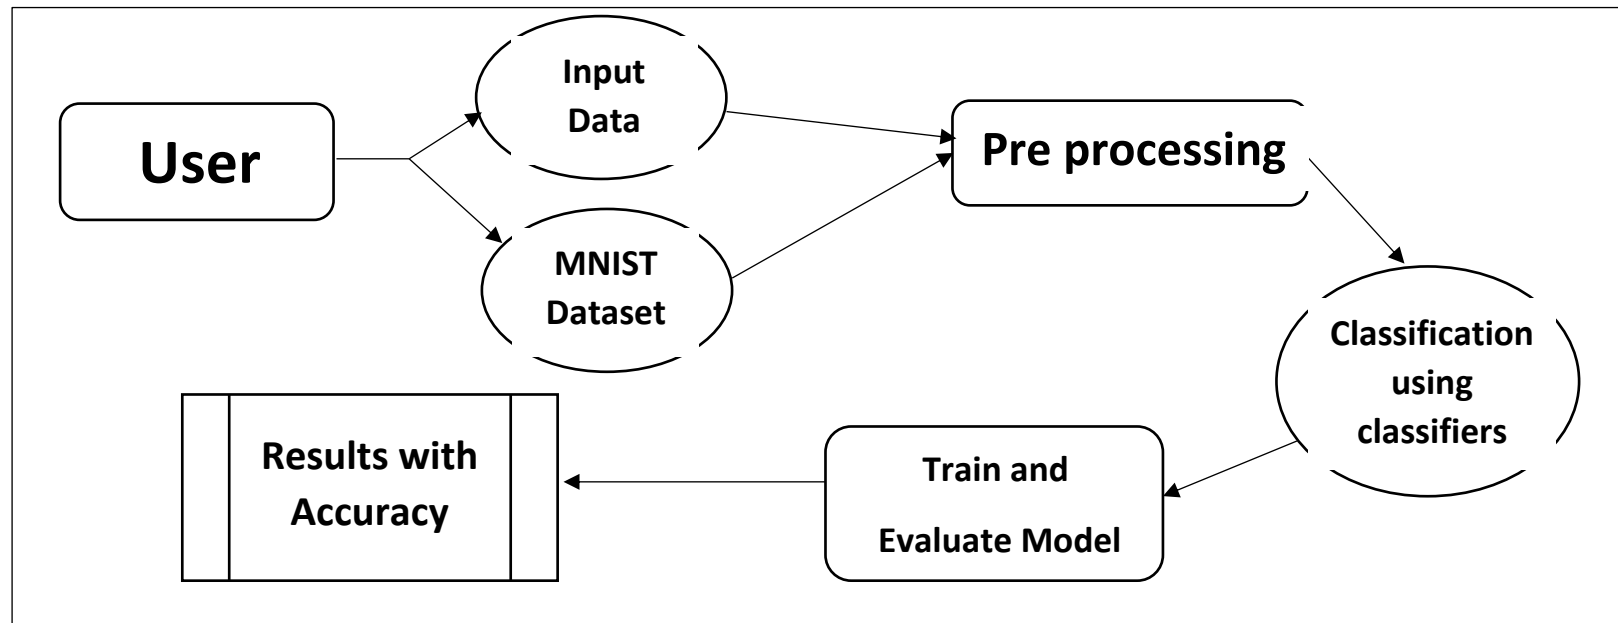 User
Input
Data
MNIST
Dataset
Pre processing
Classification
using
classifiers
Train and
Evaluate Model
Results with
Accuracy